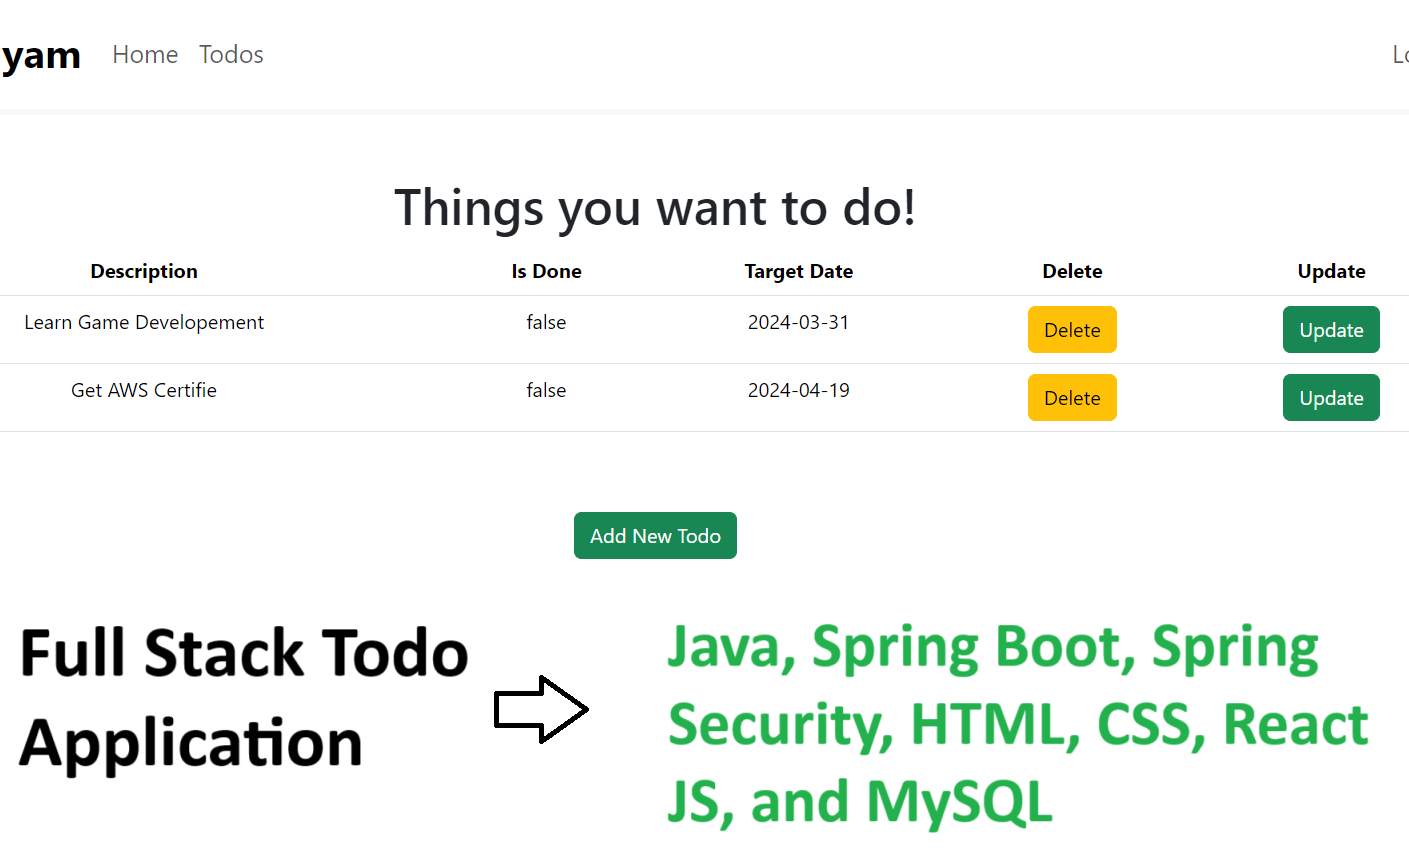 yam Home Todos
Things you want to do!
Description Is Done Target Date Delete Update
Learn Game Developement false 2024-03-31 Delete Update
Get AWS Certifie false 2024-04-19 Delete Update
Add New Todo
Full Stack Todo
Application
Java, Spring Boot, Spring
Security, HTML, CSS, React
JS, and MySQL